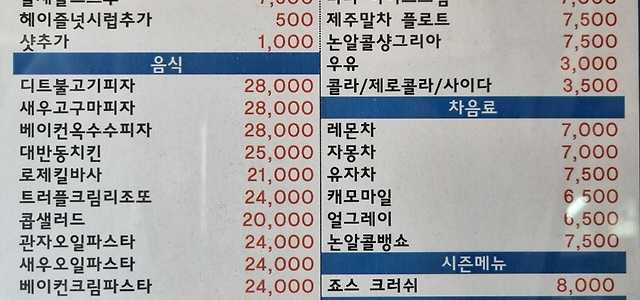 헤이즐넛시럽추가 500
샷추가 1,000
음식
디트불고기피자 28,000
새우고구마피자 28,000
베이컨옥수수피자 28,000
대반동치킨 25,000
로제킬바사 21,000
트러플크림리조또 24,000
콥샐러드 20,000
관자오일파스타 24,000
새우오일파스타 24,000
베이컨크림파스타 24,000
제주말차 플로트 7,500
논알콜샹그리아 7,500
우유 3,000
콜라/제로콜라/사이다 3,500
차음료
레몬차 7,000
자몽차 7,000
유자차 7,500
캐모마일 6,500
얼그레이 6,500
논알콜뱅쇼 7,500
시즌메뉴
죠스 크러쉬 8,000